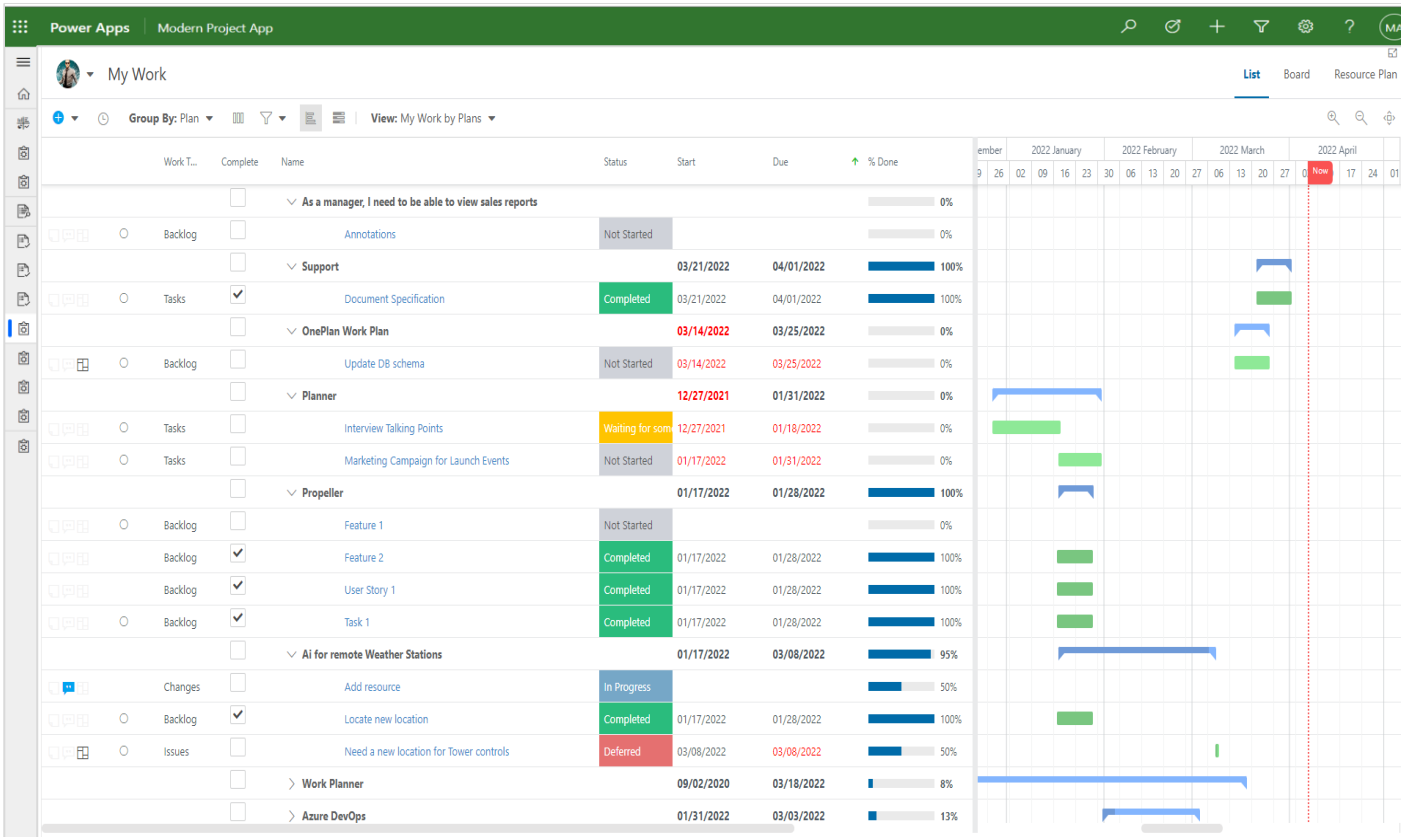 Power Apps Modern Project App ? MA
My Work List Board Resource Plan
Group By: Plan View: My Work by Plans
ember 2022 January 2022 February 2022 March 2022 April
Work T... Complete Name Status Start Due % Done
9 26 02 09 16 23 30 06 13 20 27 06 13 20 27 0 Now 17 24 01
As a manager, I need to be able to view sales reports 0%
Backlog Annotations Not Started 0%
Support 03/21/2022 04/01/2022 100%
Tasks Document Specification Completed 03/21/2022 04/01/2022 100%
OnePlan Work Plan 03/14/2022 03/25/2022 0%
Backlog Update DB schema Not Started 03/14/2022 03/25/2022 0%
Planner 12/27/2021 01/31/2022 0%
Tasks Interview Talking Points Waiting for som 12/27/2021 01/18/2022 0%
Tasks Marketing Campaign for Launch Events Not Started 01/17/2022 01/31/2022 0%
Propeller 01/17/2022 01/28/2022 100%
Backlog Feature 1 Not Started 0%
Backlog Feature 2 Completed 01/17/2022 01/28/2022 100%
Backlog User Story 1 Completed 01/17/2022 01/28/2022 100%
Backlog Task 1 Completed 01/17/2022 01/28/2022 100%
Ai for remote Weather Stations 01/17/2022 03/08/2022 95%
Changes Add resource In Progress 50%
Backlog Locate new location Completed 01/17/2022 01/28/2022 100%
Issues Need a new location for Tower controls Deferred 03/08/2022 03/08/2022 50%
Work Planner 09/02/2020 03/18/2022 8%
Azure DevOps 01/31/2022 03/03/2022 13%